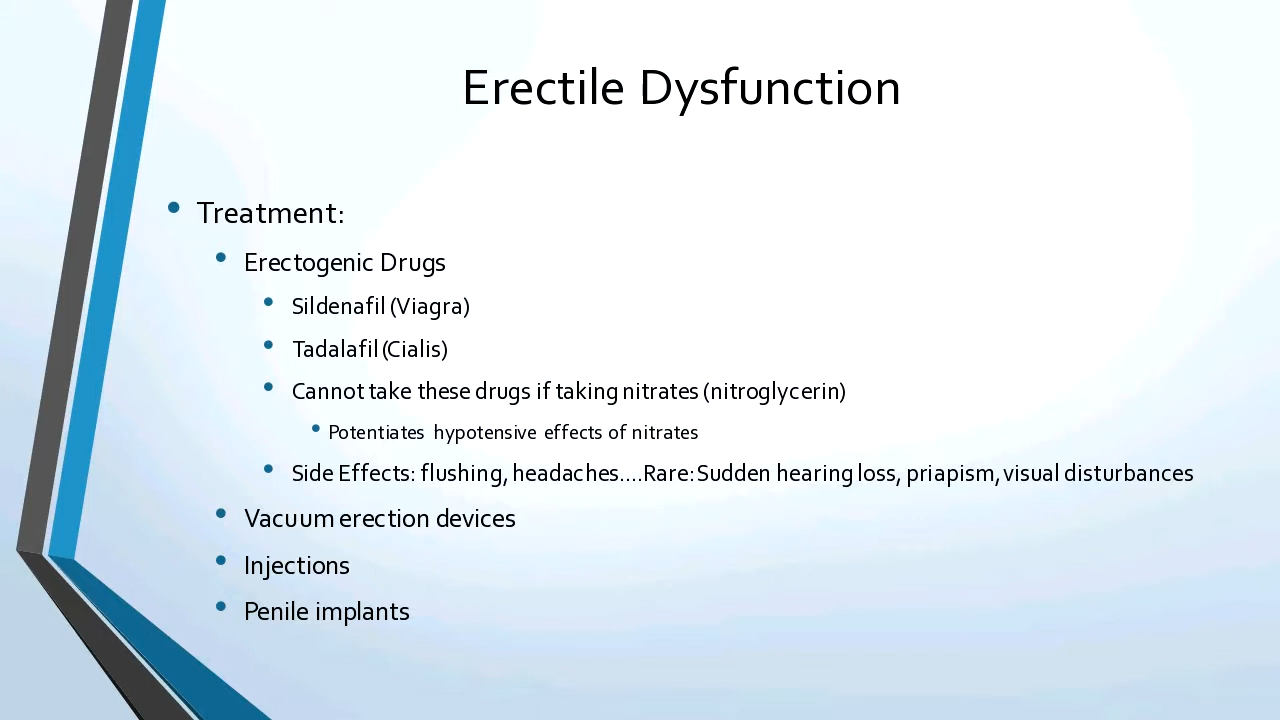 Erectile Dysfunction
• Treatment:
• Erectogenic Drugs
• Sildenafil (Viagra)
• Tadalafil (Cialis)
• Cannot take these drugs if taking nitrates (nitroglycerin)
• Potentiates hypotensive effects of nitrates
• Side Effects: flushing, headaches....Rare: Sudden hearing loss, priapism, visual disturbances
• Vacuum erection devices
• Injections
• Penile implants